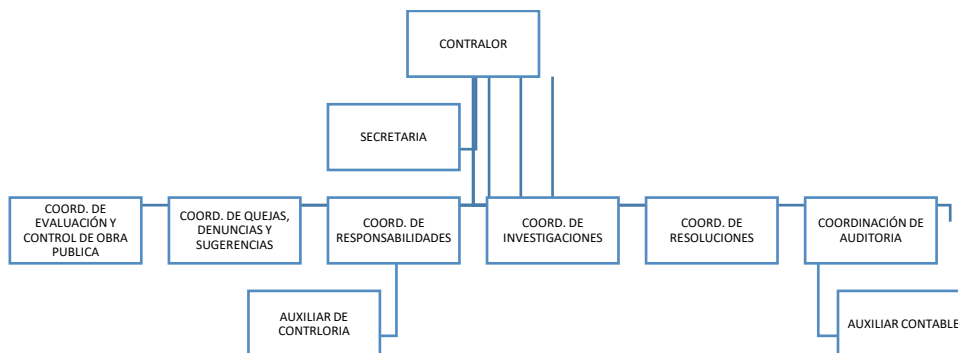 CONTRALOR
SECRETARIA
COORD. DE
EVALUACIÓN Y
CONTROL DE OBRA
PUBLICA
COORD. DE QUEJAS,
DENUNCIAS Y
SUGERENCIAS
COORD. DE
RESPONSABILIDADES
COORD. DE
INVESTIGACIONES
COORD. DE
RESOLUCIONES
COORDINACIÓN DE
AUDITORIA
AUXILIAR DE
CONTRLORIA
AUXILIAR CONTABLE